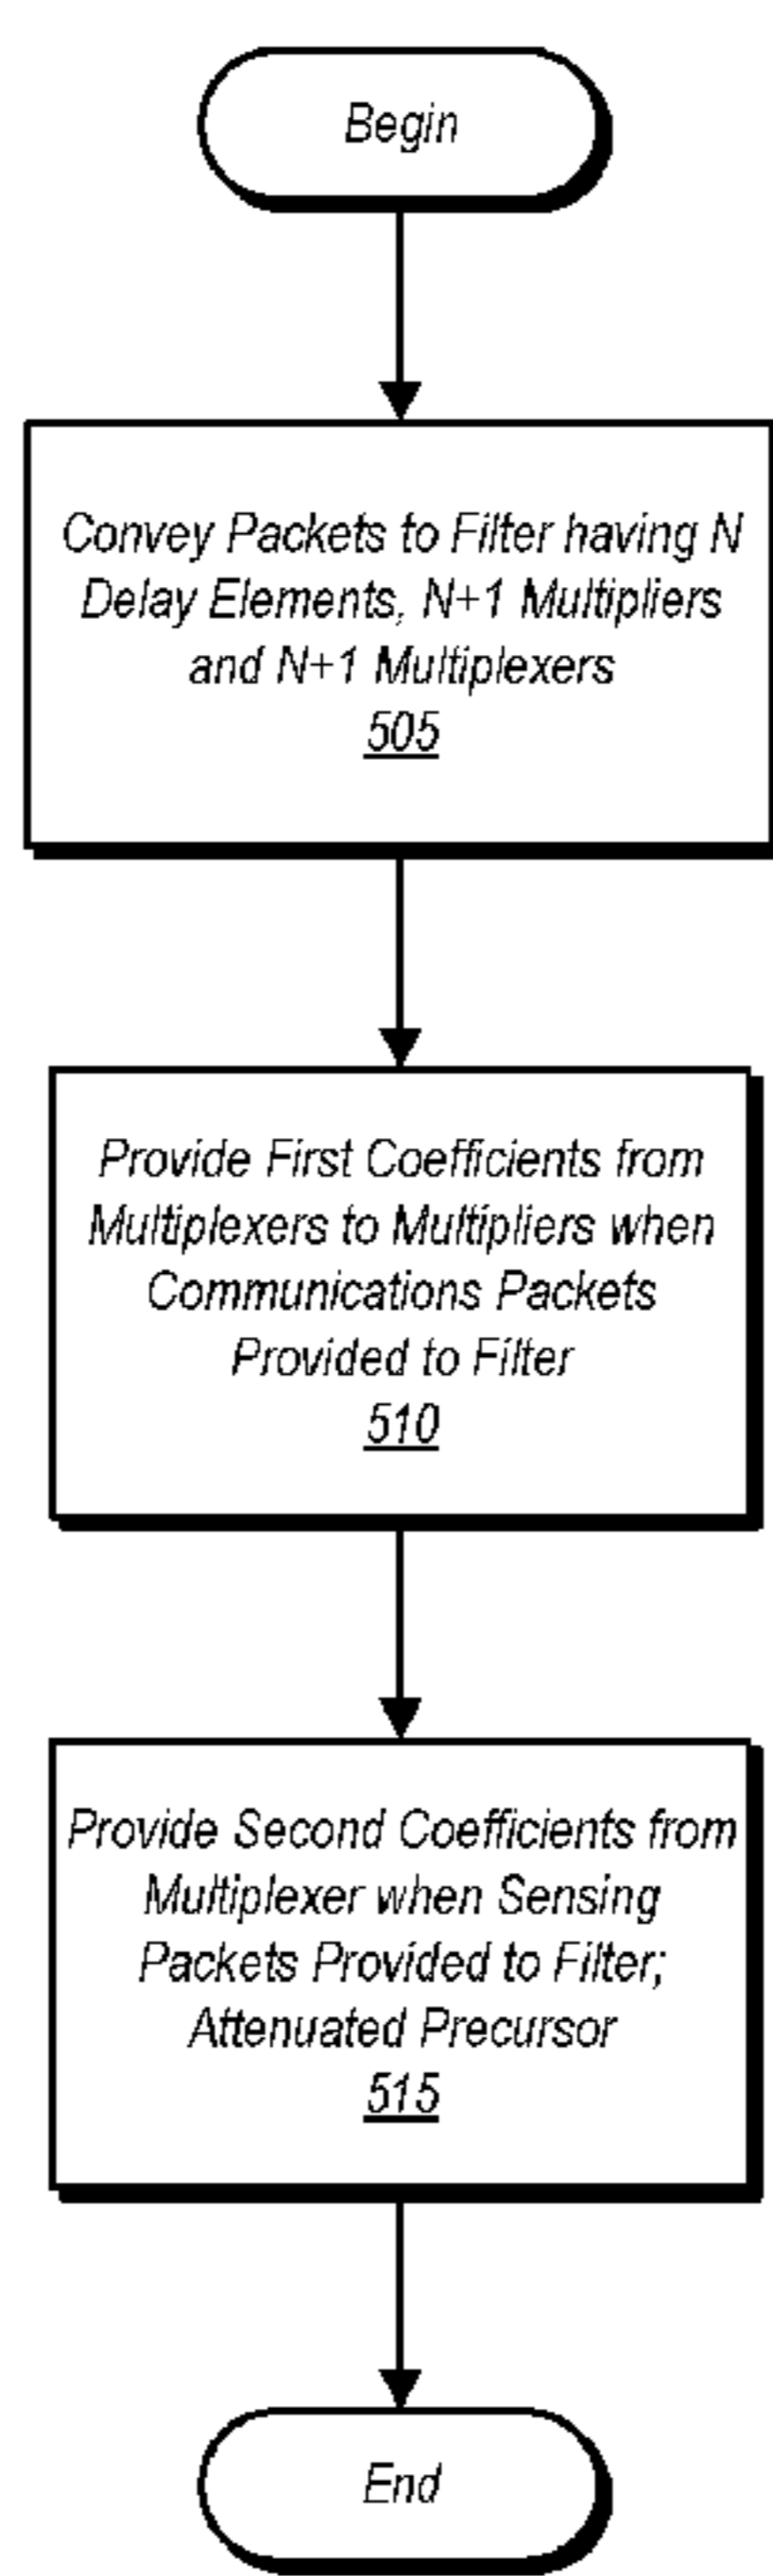 Begin
Convey Packets to Filter having N
Delay Elements, N+1 Multipliers
and N+1 Multiplexers
505
Provide First Coefficients from
Multiplexers to Multipliers when
Communications Packets
Provided to Filter
510
Provide Second Coefficients from
Multiplexer when Sensing
Packets Provided to Filter;
Attenuated Precursor
515
End